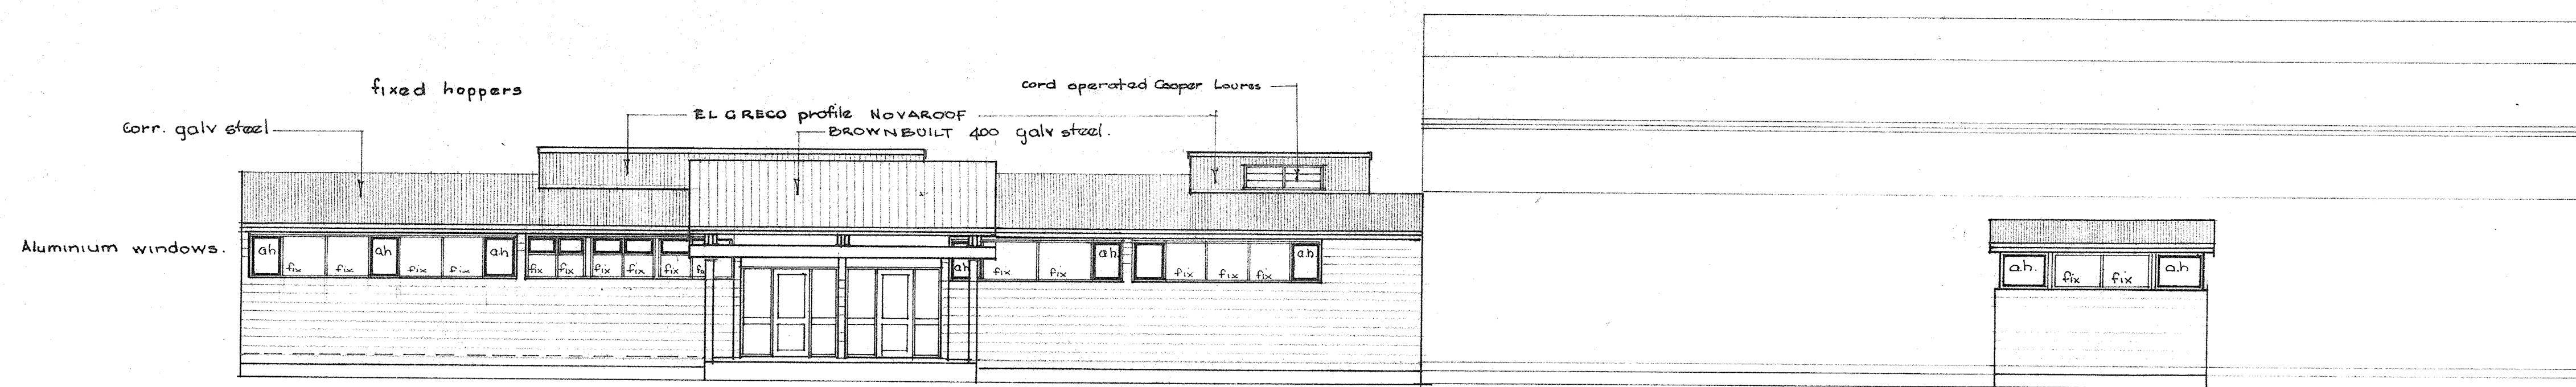 fixed hoppers
cord operated Cooper Louvres
EL GRECO profile NOVAROOF
Corr. galv steel
BROWNBUILT 400 galv steel.
Aluminium windows.
ah fix fix ah fix fix ah
fix fix fix fix fix
ah fix fix ah
fix fix fix ah
a.h. fix fix a.h